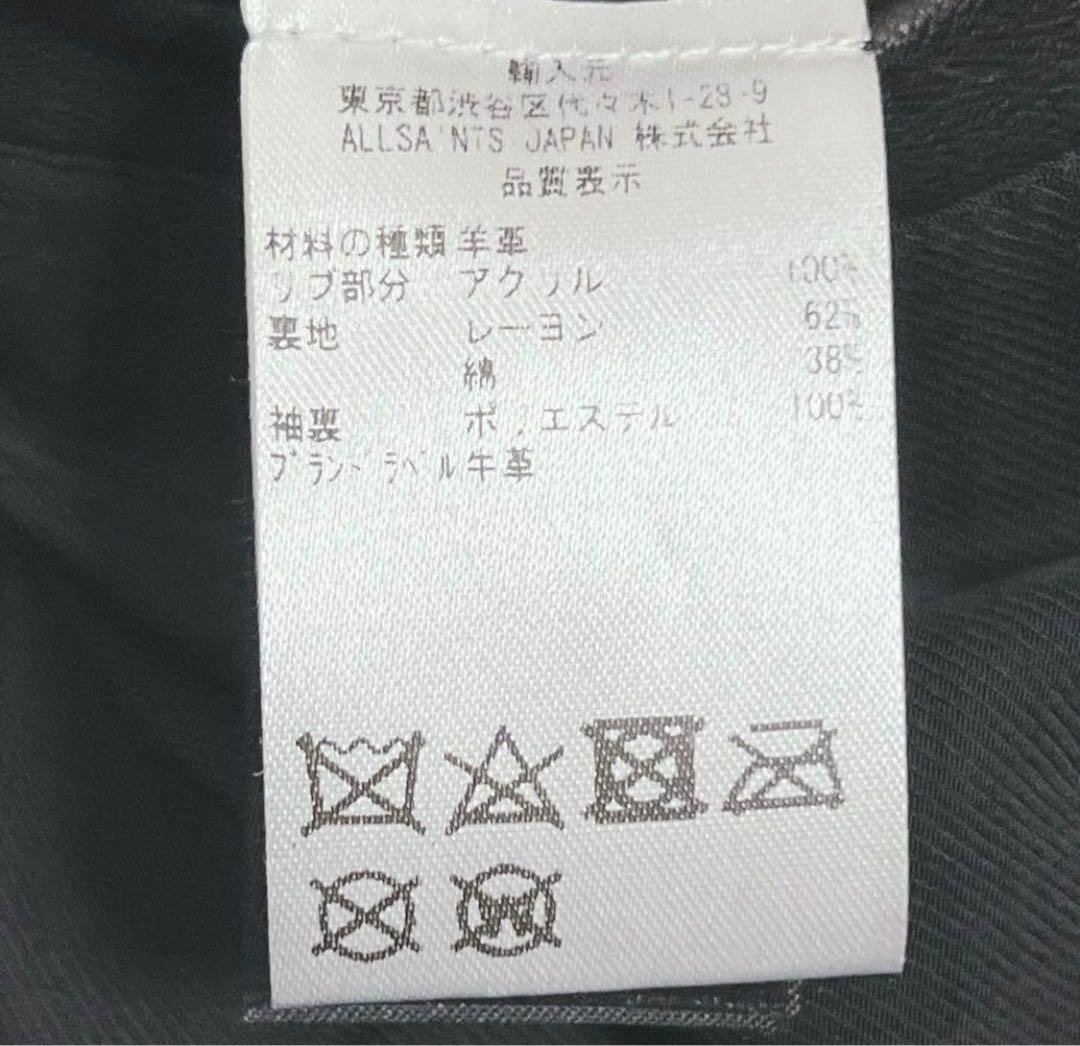 輸入元
東京都渋谷区代々木1-28-9
ALLSAINTS JAPAN 株式会社
品質表示
材料の種類 羊革
リブ部分 アクリル 100%
裏地 レーヨン 62%
綿 38%
袖裏 ポリエステル 100%
ブランドラベル 牛革